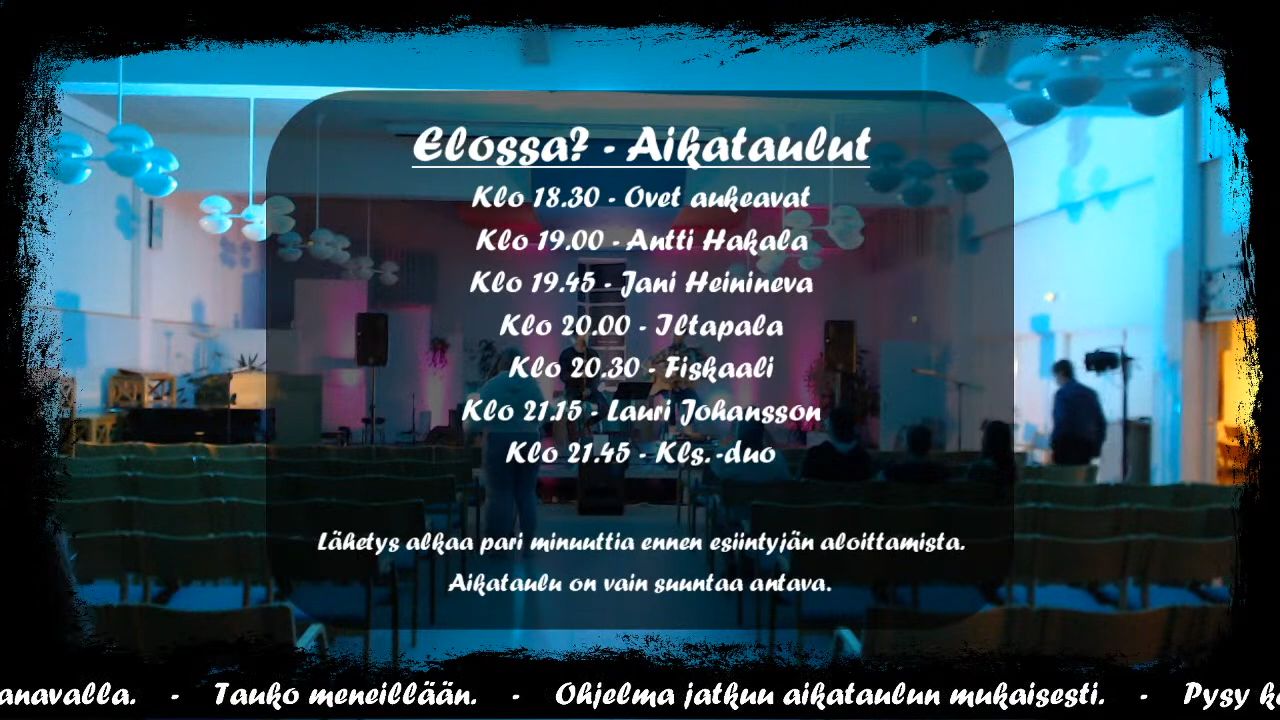 Elossa? - Aikataulut
Klo 18.30 - Ovet aukeavat
Klo 19.00 - Antti Hakala
Klo 19.45 - Jani Heinineva
Klo 20.00 - Iltapala
Klo 20.30 - Fiskaali
Klo 21.15 - Lauri Johansson
Klo 21.45 - Kls.-duo
Lähetys alkaa pari minuuttia ennen esiintyjän aloittamista.
Aikataulu on vain suuntaa antava.
anavalla. - Tauko meneillään. - Ohjelma jatkuu aikataulun mukaisesti. - Pysy k